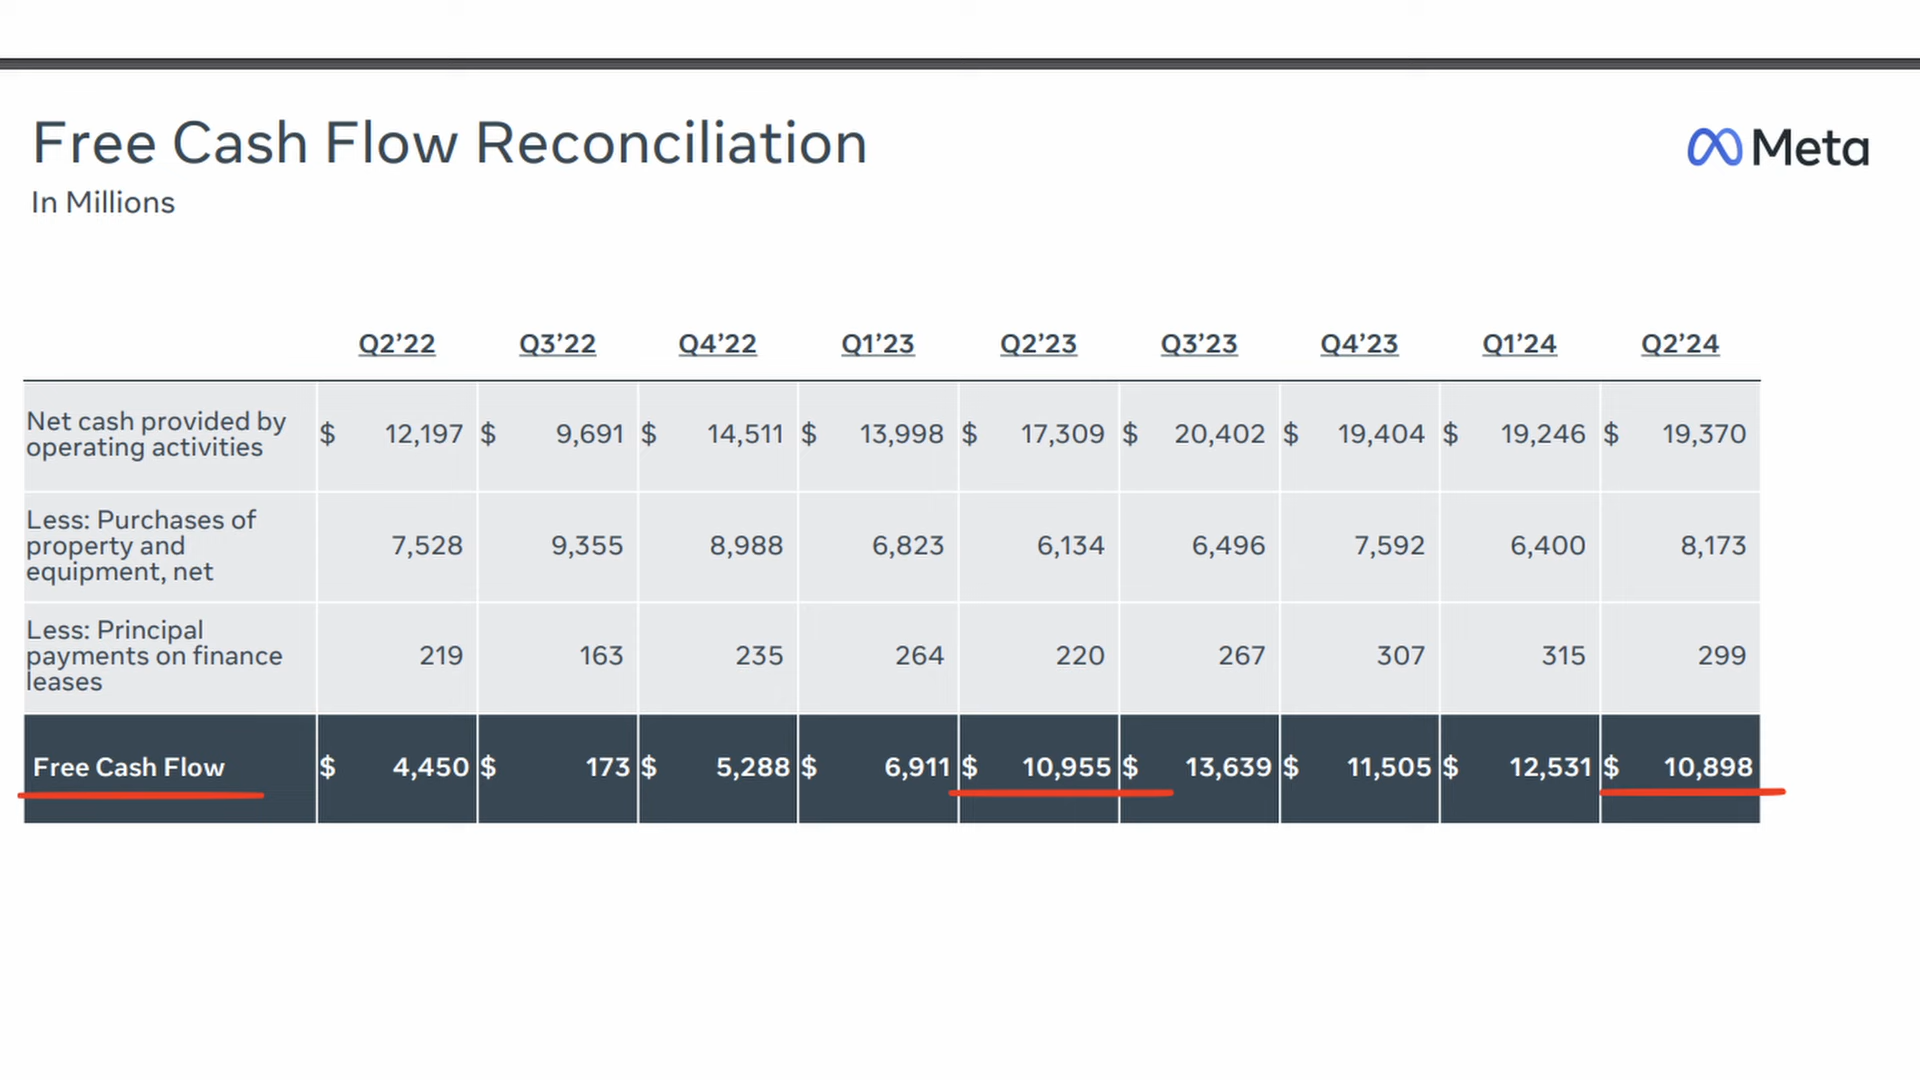 Free Cash Flow Reconciliation
Meta
In Millions
Q2’22 Q3’22 Q4’22 Q1’23 Q2’23 Q3’23 Q4’23 Q1’24 Q2’24
Net cash provided by
operating activities
$ 12,197 $ 9,691 $ 14,511 $ 13,998 $ 17,309 $ 20,402 $ 19,404 $ 19,246 $ 19,370
Less: Purchases of
property and
equipment, net
7,528 9,355 8,988 6,823 6,134 6,496 7,592 6,400 8,173
Less: Principal
payments on finance
leases
219 163 235 264 220 267 307 315 299
Free Cash Flow $ 4,450 $ 173 $ 5,288 $ 6,911 $ 10,955 $ 13,639 $ 11,505 $ 12,531 $ 10,898